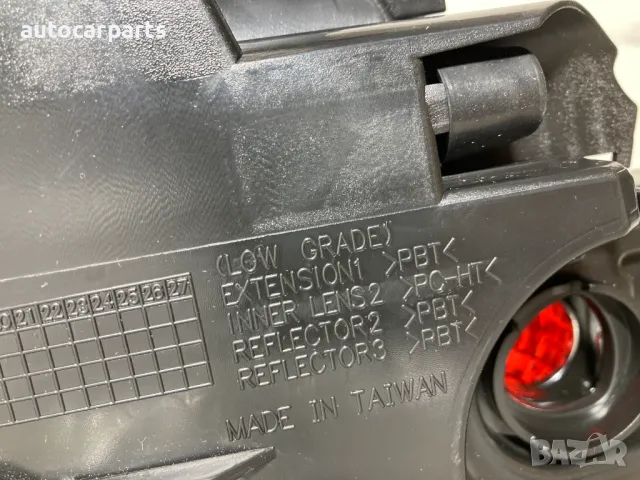 autocarparts
(LOW GRADE)
EXTENSION1 >PBT<
INNER LENS2 >PC-HT<
REFLECTOR2 >PBT<
REFLECTOR3 >PBT<
MADE IN TAIWAN
21 22 23 24 25 26 27
BAZAR